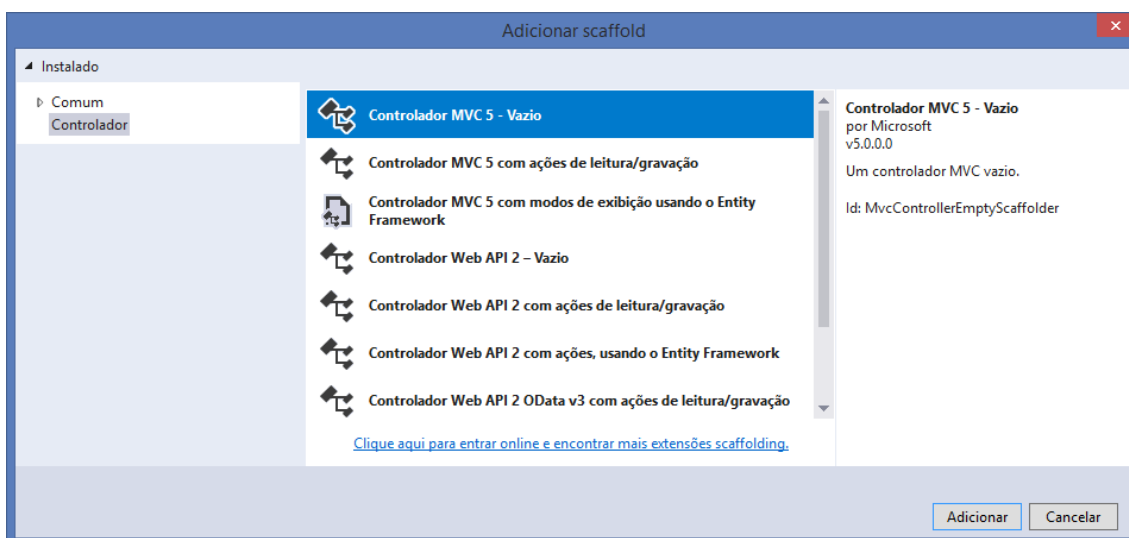 Adicionar scaffold
Instalado
Comum
Controlador
Controlador MVC 5 - Vazio
Controlador MVC 5 com ações de leitura/gravação
Controlador MVC 5 com modos de exibição usando o Entity
Framework
Controlador Web API 2 – Vazio
Controlador Web API 2 com ações de leitura/gravação
Controlador Web API 2 com ações, usando o Entity Framework
Controlador Web API 2 OData v3 com ações de leitura/gravação
Clique aqui para entrar online e encontrar mais extensões scaffolding.
Controlador MVC 5 - Vazio
por Microsoft
v5.0.0.0
Um controlador MVC vazio.
Id: MvcControllerEmptyScaffolder
Adicionar
Cancelar